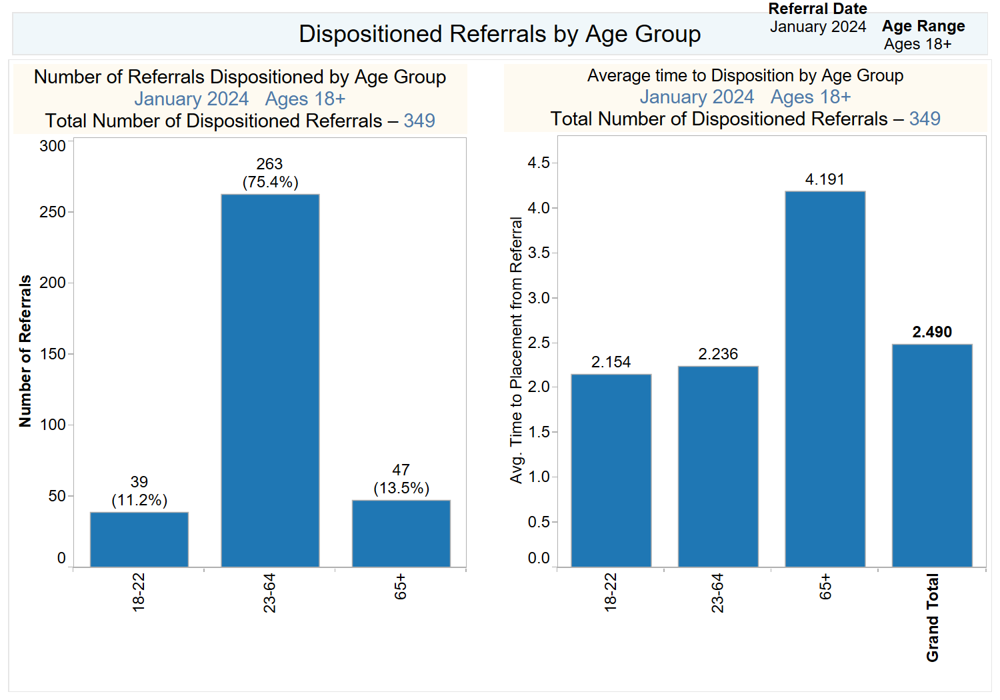 Dispositioned Referrals by Age Group
Referral Date
January 2024
Age Range
Ages 18+
Number of Referrals Dispositioned by Age Group
January 2024 Ages 18+
Total Number of Dispositioned Referrals – 349
Number of Referrals
300
250
200
150
100
50
0
39
(11.2%)
263
(75.4%)
47
(13.5%)
18-22
23-64
65+
Average time to Disposition by Age Group
January 2024 Ages 18+
Total Number of Dispositioned Referrals – 349
Avg. Time to Placement from Referral
4.5
4.0
3.5
3.0
2.5
2.0
1.5
1.0
0.5
0.0
2.154
2.236
4.191
2.490
18-22
23-64
65+
Grand Total